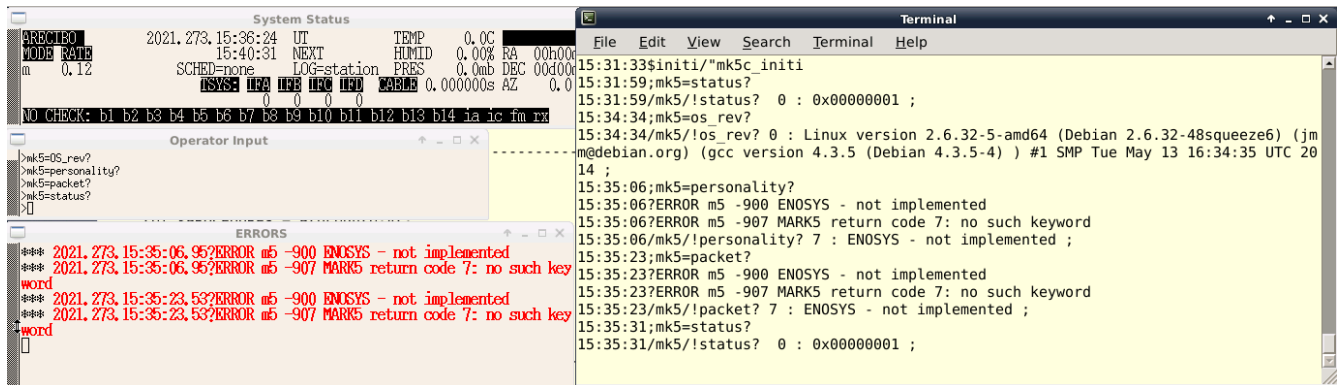 System Status
ARECIBO 2021.273.15:36:24 UT TEMP 0.0C
MODE RATE 15:40:31 NEXT HUMID 0.00% RA 00h00
m 0.12 SCHED=none LOG=station PRES 0.0mb DEC 00d00
TSYS: IFA IFB IFC IFD CABLE 0.000000s AZ 0.0
0 0 0 0
NO CHECK: b1 b2 b3 b4 b5 b6 b7 b8 b9 b10 b11 b12 b13 b14 ia ic fm rx
Operator Input
>mk5=OS_rev?
>mk5=personality?
>mk5=packet?
>mk5=status?
>
ERRORS
*** 2021.273.15:35:06.95?ERROR m5 -900 ENOSYS - not implemented
*** 2021.273.15:35:06.95?ERROR m5 -907 MARK5 return code 7: no such key
word
*** 2021.273.15:35:23.53?ERROR m5 -900 ENOSYS - not implemented
*** 2021.273.15:35:23.53?ERROR m5 -907 MARK5 return code 7: no such key
word
Terminal
File Edit View Search Terminal Help
15:31:33$initi/"mk5c_initi
15:31:59;mk5=status?
15:31:59/mk5/!status? 0 : 0x00000001 ;
15:34:34;mk5=os_rev?
15:34:34/mk5/!os_rev? 0 : Linux version 2.6.32-5-amd64 (Debian 2.6.32-48squeeze6) (jm
m@debian.org) (gcc version 4.3.5 (Debian 4.3.5-4) ) #1 SMP Tue May 13 16:34:35 UTC 20
14 ;
15:35:06;mk5=personality?
15:35:06?ERROR m5 -900 ENOSYS - not implemented
15:35:06?ERROR m5 -907 MARK5 return code 7: no such keyword
15:35:06/mk5/!personality? 7 : ENOSYS - not implemented ;
15:35:23;mk5=packet?
15:35:23?ERROR m5 -900 ENOSYS - not implemented
15:35:23?ERROR m5 -907 MARK5 return code 7: no such keyword
15:35:23/mk5/!packet? 7 : ENOSYS - not implemented ;
15:35:31;mk5=status?
15:35:31/mk5/!status? 0 : 0x00000001 ;